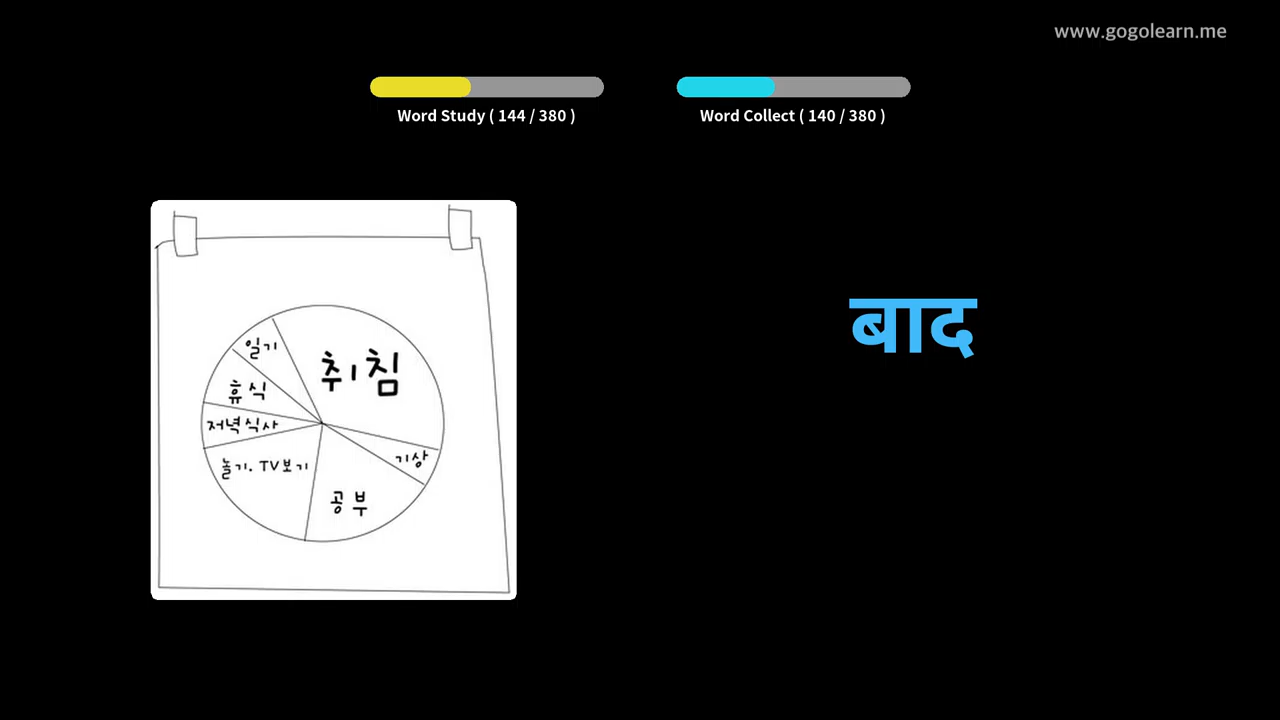 www.gogolearn.me
Word Study ( 144 / 380 )
Word Collect ( 140 / 380 )
बाद
일기
취침
휴식
저녁식사
기상
놀기. TV보기
공부